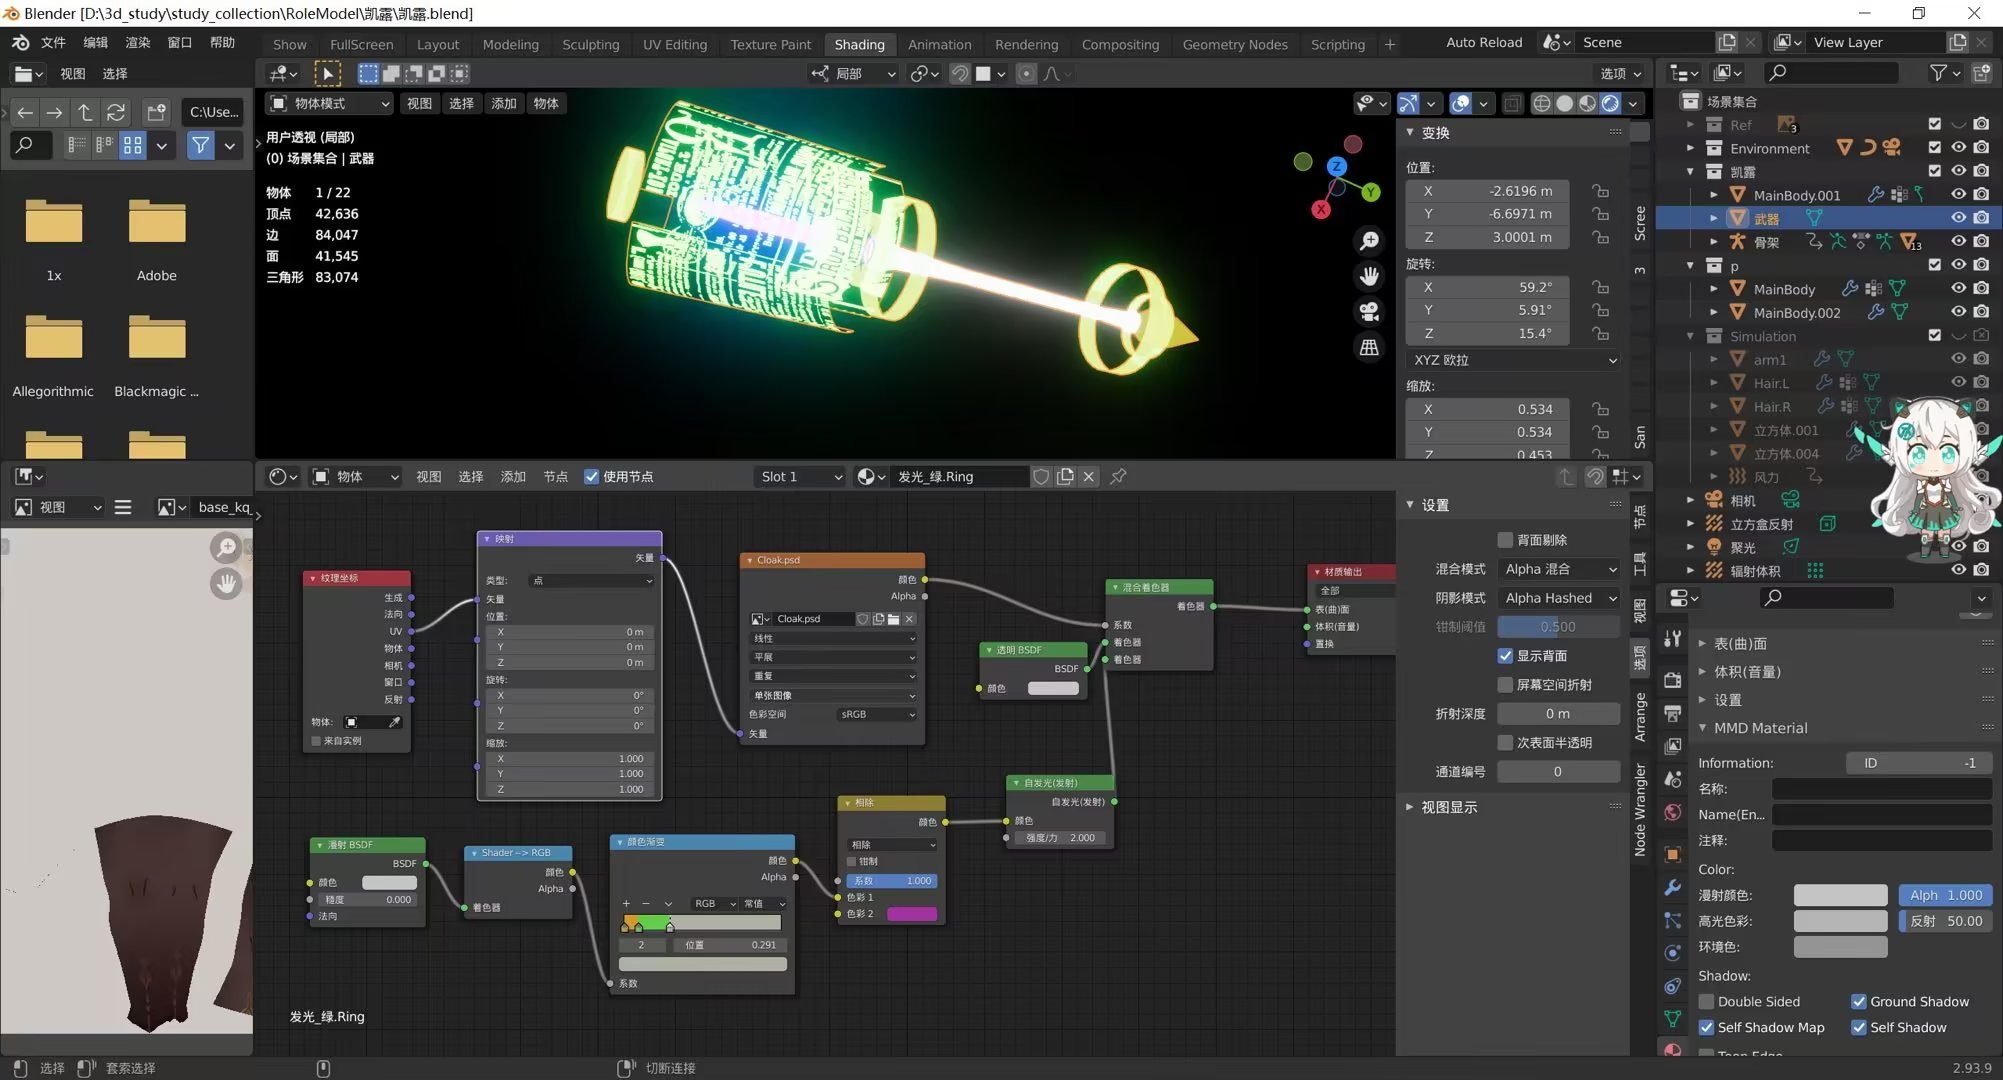 Blender [D:\3d_study\study_collection\RoleModel\凯露\凯露.blend]
文件 编辑 渲染 窗口 帮助 Show FullScreen Layout Modeling Sculpting UV Editing Texture Paint Shading Animation Rendering Compositing Geometry Nodes Scripting + Auto Reload Scene View Layer
视图 选择
局部 选项
C:\Use...
物体模式 视图 选择 添加 物体
用户透视 (局部)
(0) 场景集合 | 武器
物体 1 / 22
顶点 42,636
边 84,047
面 41,545
三角形 83,074
1x Adobe
Allegorithmic Blackmagic ...
Z
Y
X
变换
位置:
X -2.6196 m
Y -6.6971 m
Z 3.0001 m
旋转:
X 59.2°
Y 5.91°
Z 15.4°
XYZ 欧拉
缩放:
X 0.534
Y 0.534
Z 0.453
Scree
3
San
场景集合
Ref 3
Environment
凯露
MainBody.001
武器
骨架 13
p
MainBody
MainBody.002
Simulation
arm1
Hair.L
Hair.R
立方体.001
立方体.004
风力
相机
立方盒反射
聚光
辐射体积
物体 视图 选择 添加 节点 使用节点 Slot 1 发光_绿.Ring
视图 base_kq_
纹理坐标
生成
法向
UV
物体
相机
窗口
反射
物体:
来自实例
映射
矢量
类型: 点
矢量
位置:
X 0 m
Y 0 m
Z 0 m
旋转:
X 0°
Y 0°
Z 0°
缩放:
X 1.000
Y 1.000
Z 1.000
Cloak.psd
颜色
Alpha
Cloak.psd
线性
平展
重复
单张图像
色彩空间 sRGB
矢量
透明 BSDF
BSDF
颜色
混合着色器
着色器
系数
着色器
着色器
材质输出
全部
表(曲)面
体积(音量)
置换
漫射 BSDF
BSDF
颜色
糙度 0.000
法向
Shader --> RGB
颜色
Alpha
着色器
颜色渐变
颜色
Alpha
+ − RGB 常值
2 位置 0.291
系数
相除
颜色
相除
钳制
系数 1.000
色彩 1
色彩 2
自发光(发射)
自发光(发射)
颜色
强度/力 2.000
发光_绿.Ring
设置
背面剔除
混合模式 Alpha 混合
阴影模式 Alpha Hashed
钳制阈值 0.500
显示背面
屏幕空间折射
折射深度 0 m
次表面半透明
通道编号 0
视图显示
节点
工具
视图
选项
Arrange
Node Wrangler
表(曲)面
体积(音量)
设置
MMD Material
Information: ID -1
名称:
Name(En...
注释:
Color:
漫射颜色: Alph 1.000
高光色彩: 反射 50.00
环境色:
Shadow:
Double Sided Ground Shadow
Self Shadow Map Self Shadow
Toon Edge
选择 套索选择 切断连接 2.93.9